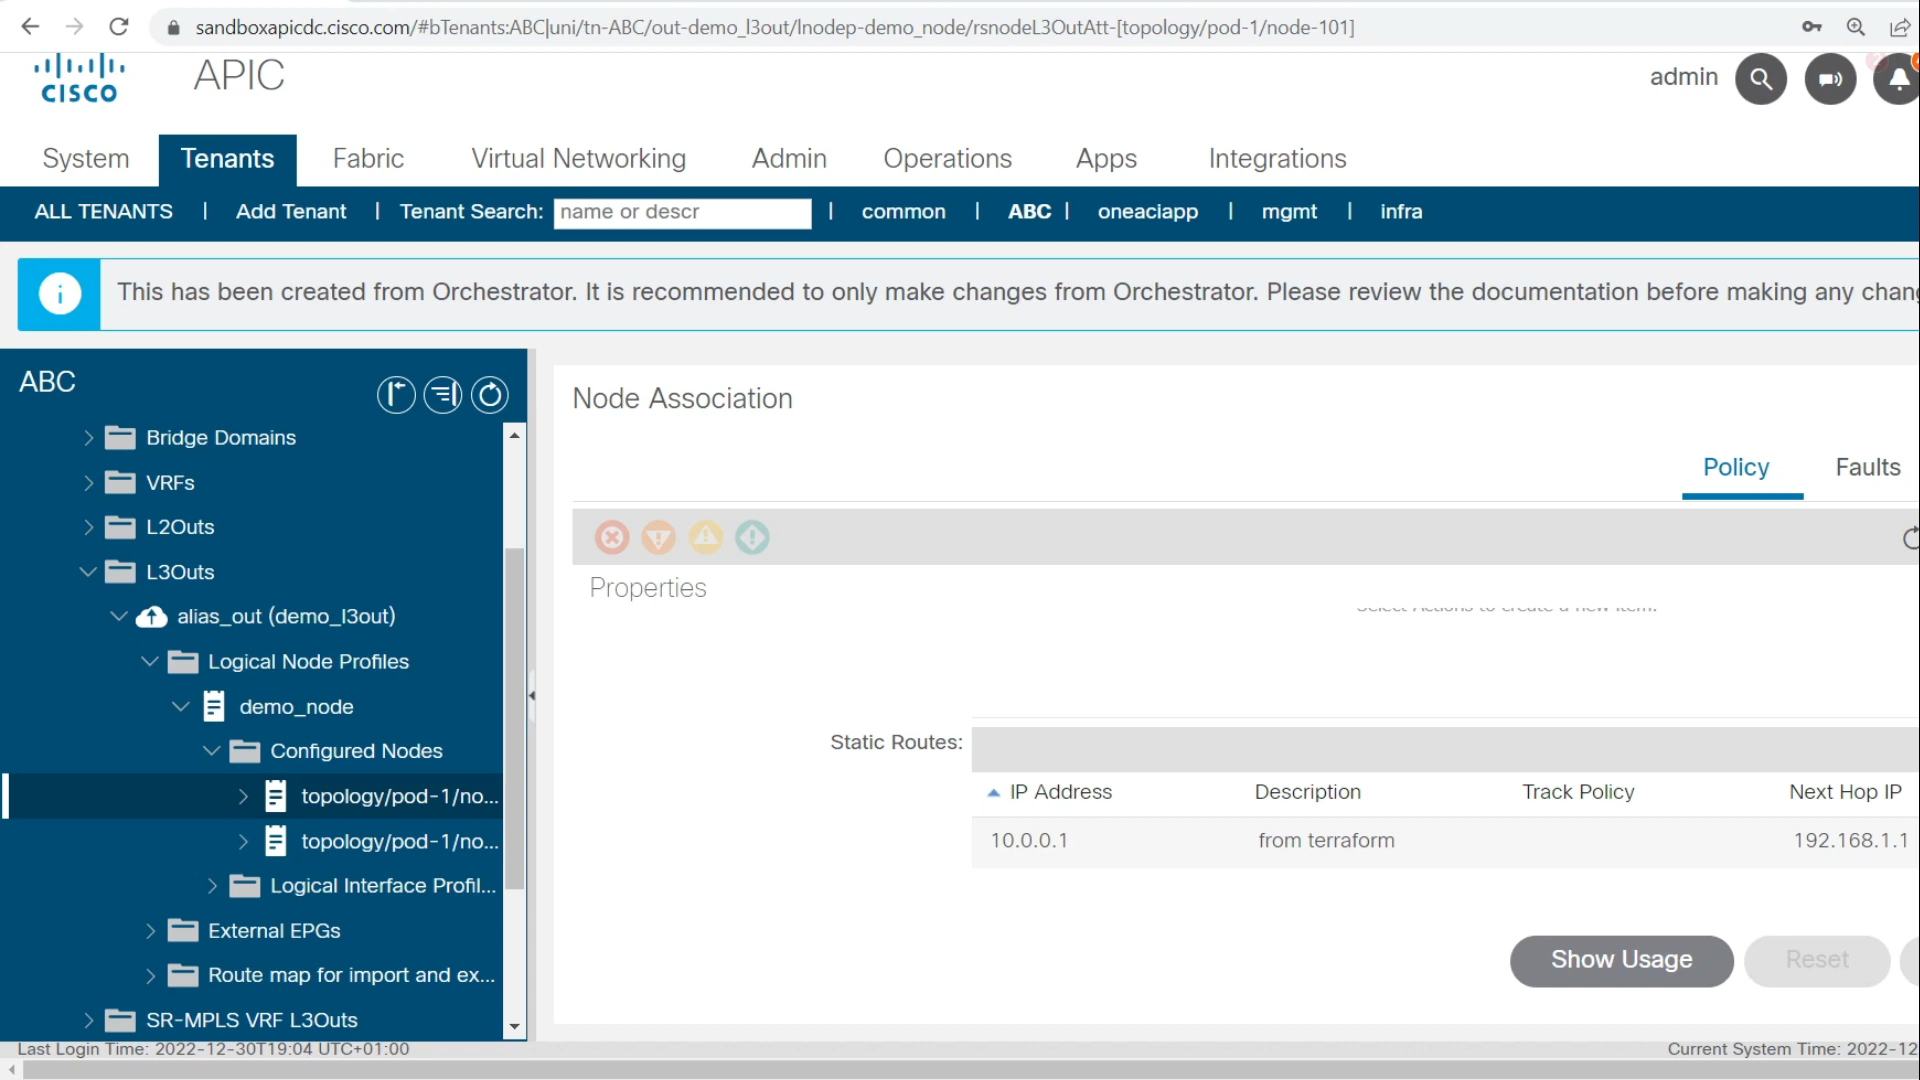 sandboxapicdc.cisco.com/#bTenants:ABC|uni/tn-ABC/out-demo_l3out/lnodep-demo_node/rsnodeL3OutAtt-[topology/pod-1/node-101]
CISCO
APIC
admin
System Tenants Fabric Virtual Networking Admin Operations Apps Integrations
ALL TENANTS | Add Tenant | Tenant Search: name or descr | common | ABC | oneaciapp | mgmt | infra
This has been created from Orchestrator. It is recommended to only make changes from Orchestrator. Please review the documentation before making any chang
ABC
Bridge Domains
VRFs
L2Outs
L3Outs
alias_out (demo_l3out)
Logical Node Profiles
demo_node
Configured Nodes
topology/pod-1/no...
topology/pod-1/no...
Logical Interface Profil...
External EPGs
Route map for import and ex...
SR-MPLS VRF L3Outs
Node Association
Policy Faults
Properties
Select Actions to create a new item.
Static Routes:
IP Address Description Track Policy Next Hop IP
10.0.0.1 from terraform 192.168.1.1
Show Usage Reset
Last Login Time: 2022-12-30T19:04 UTC+01:00
Current System Time: 2022-12